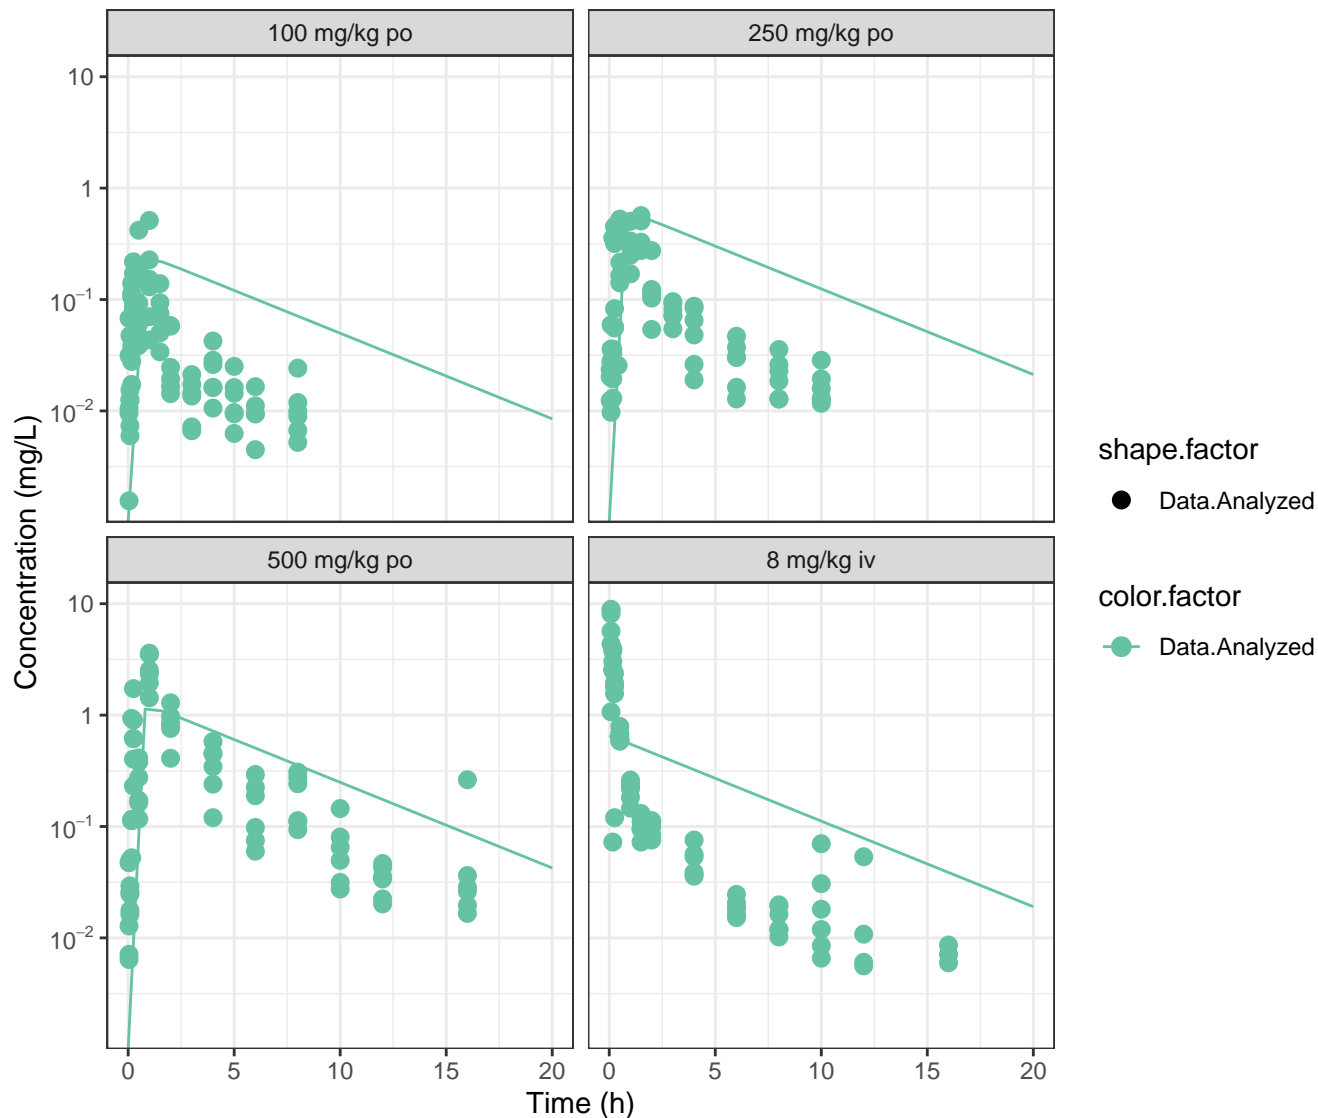 100 mg/kg po
250 mg/kg po
10
1
10⁻¹
10⁻²
500 mg/kg po
8 mg/kg iv
10
1
10⁻¹
10⁻²
0 5 10 15 20
0 5 10 15 20
Time (h)
Concentration (mg/L)
shape.factor
Data.Analyzed
color.factor
Data.Analyzed